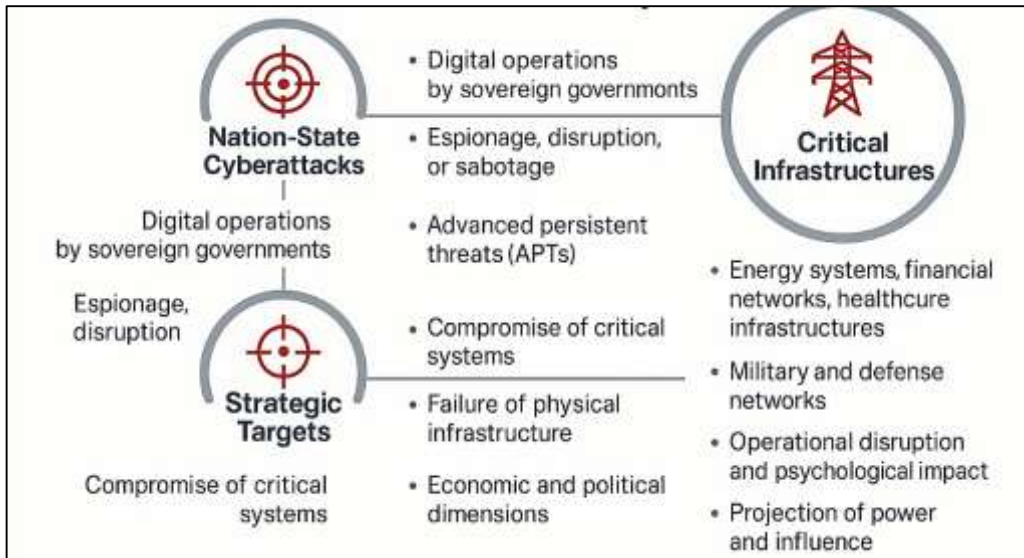 Nation-State
Cyberattacks
Digital operations
by sovereign governments
Espionage,
disruption
Strategic
Targets
Compromise of critical
systems
• Digital operations
by sovereign governmonts
• Espionage, disruption,
or sabotage
• Advanced persistent
threats (APTs)
• Compromise of critical
systems
• Failure of physical
infrastructure
• Economic and political
dimensions
Critical
Infrastructures
• Energy systems, financial
networks, healthcure
infrastructures
• Military and defense
networks
• Operational disruption
and psychological impact
• Projection of power
and influence